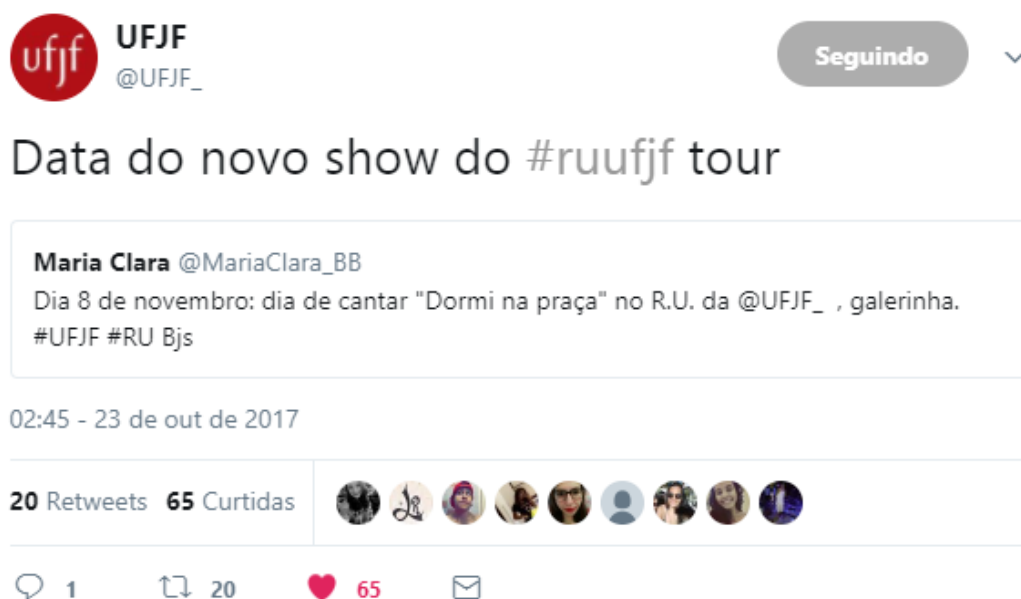 ufjf
UFJF
@UFJF_
Seguindo
Data do novo show do #ruufjf tour
Maria Clara @MariaClara_BB
Dia 8 de novembro: dia de cantar "Dormi na praça" no R.U. da @UFJF_ , galerinha.
#UFJF #RU Bjs
02:45 - 23 de out de 2017
20 Retweets 65 Curtidas
1 20 65